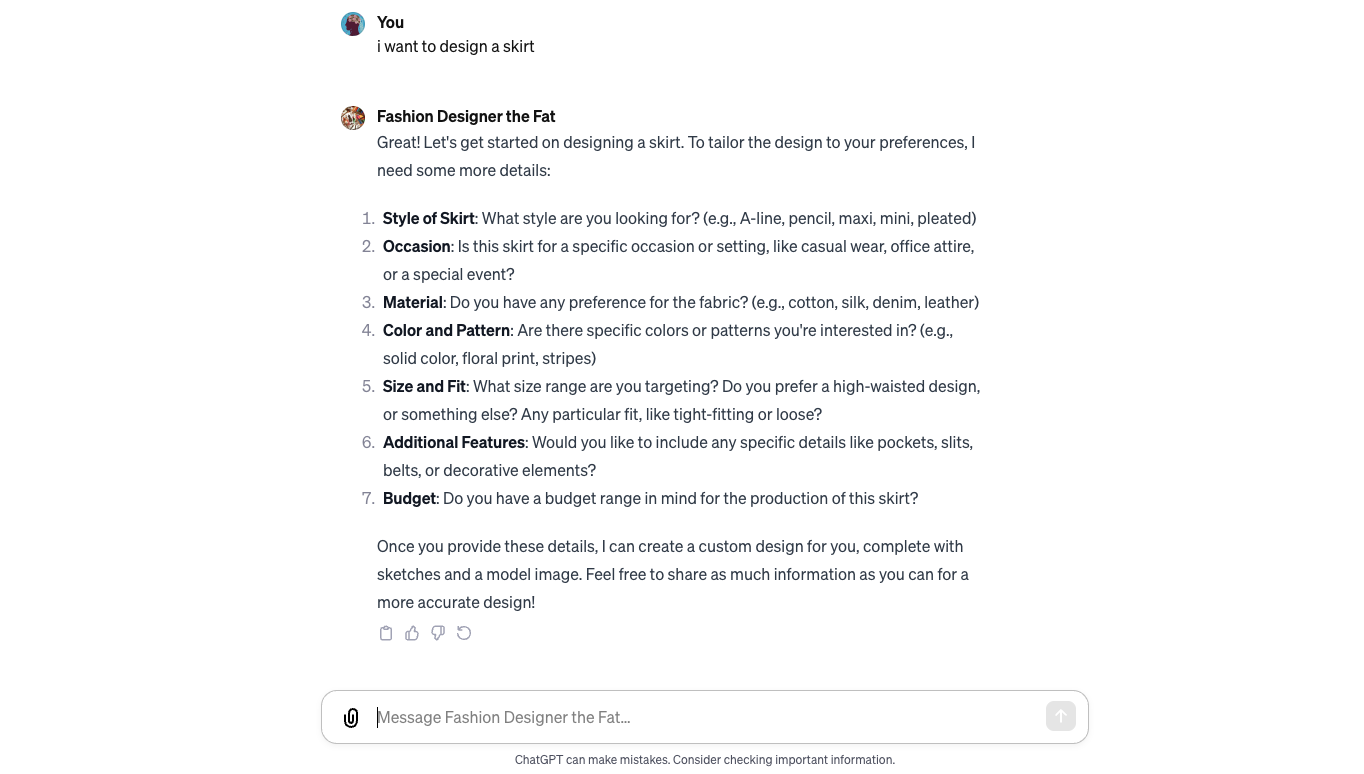 You
i want to design a skirt
Fashion Designer the Fat
Great! Let's get started on designing a skirt. To tailor the design to your preferences, I
need some more details:
1. Style of Skirt: What style are you looking for? (e.g., A-line, pencil, maxi, mini, pleated)
2. Occasion: Is this skirt for a specific occasion or setting, like casual wear, office attire,
or a special event?
3. Material: Do you have any preference for the fabric? (e.g., cotton, silk, denim, leather)
4. Color and Pattern: Are there specific colors or patterns you're interested in? (e.g.,
solid color, floral print, stripes)
5. Size and Fit: What size range are you targeting? Do you prefer a high-waisted design,
or something else? Any particular fit, like tight-fitting or loose?
6. Additional Features: Would you like to include any specific details like pockets, slits,
belts, or decorative elements?
7. Budget: Do you have a budget range in mind for the production of this skirt?
Once you provide these details, I can create a custom design for you, complete with
sketches and a model image. Feel free to share as much information as you can for a
more accurate design!
Message Fashion Designer the Fat...
ChatGPT can make mistakes. Consider checking important information.